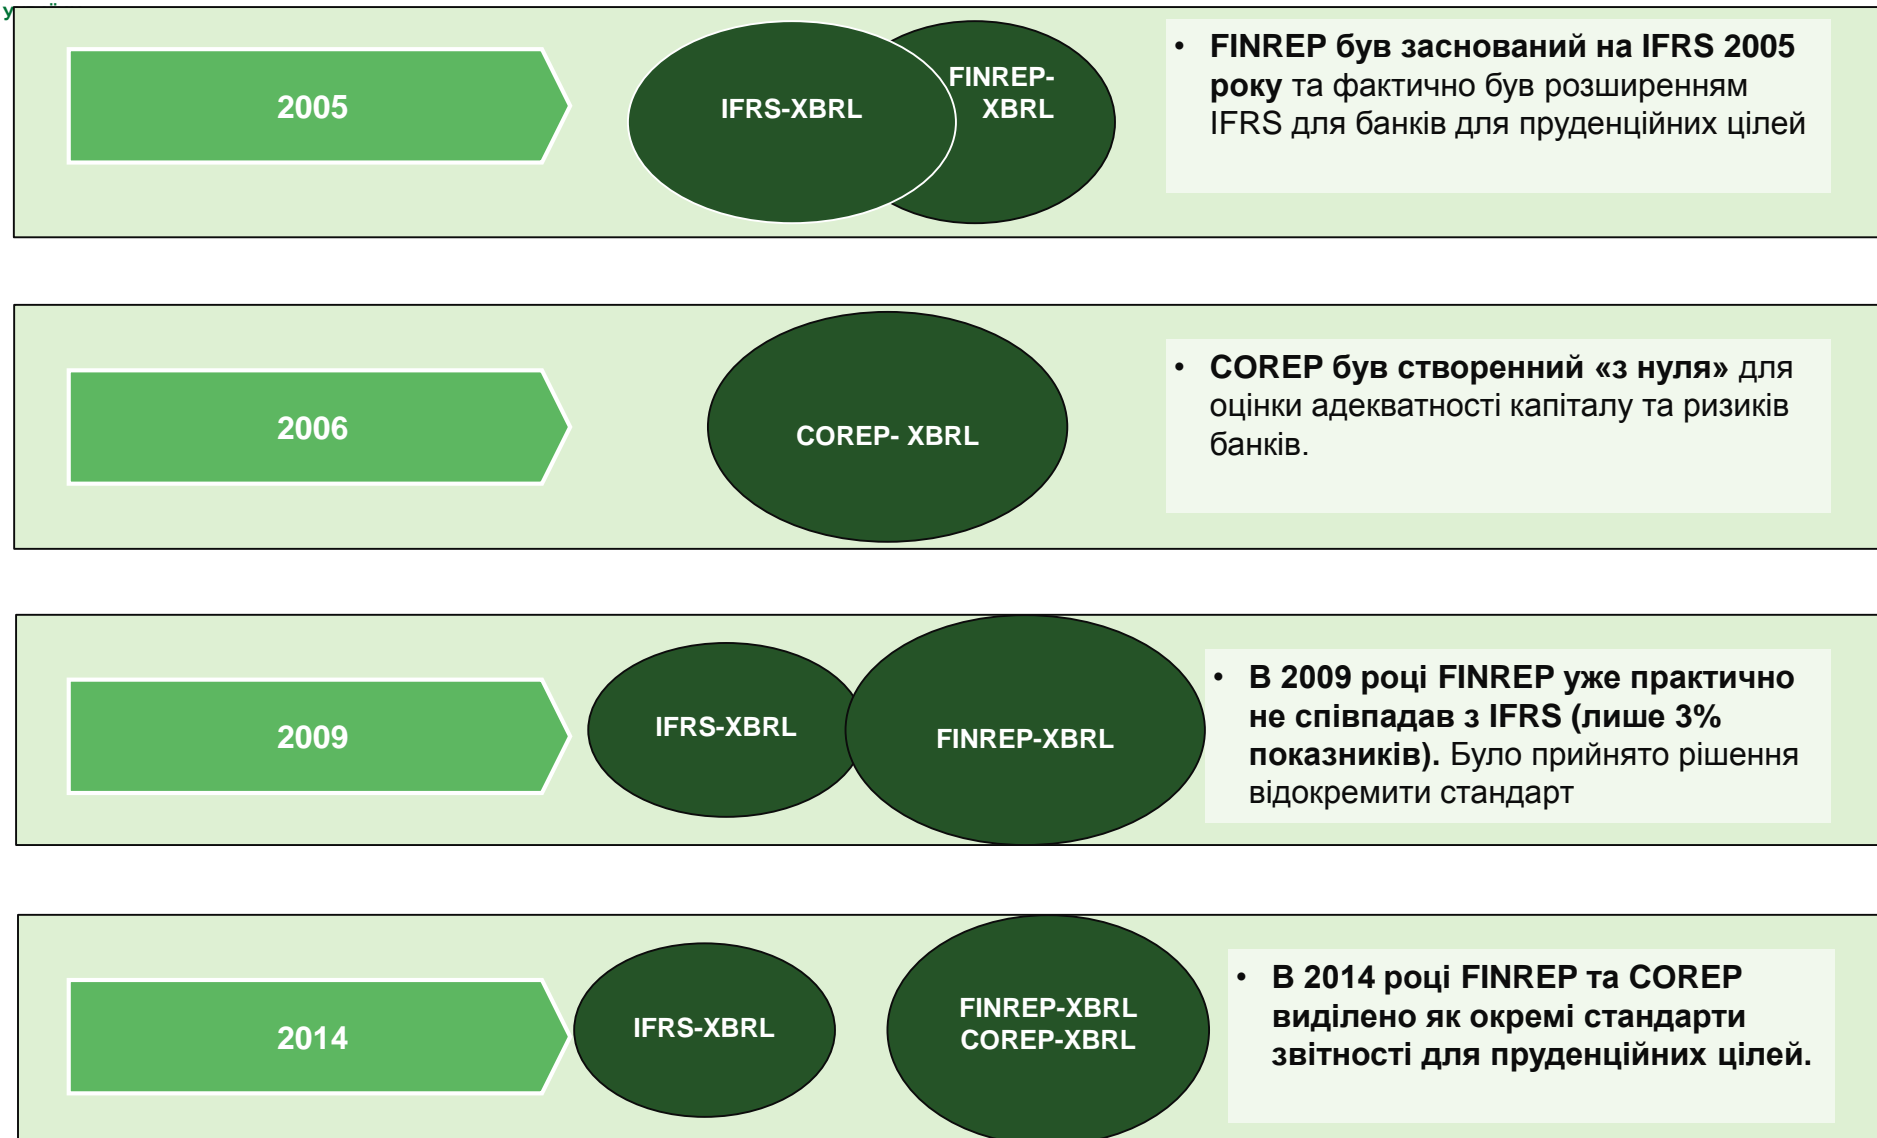 2005
IFRS-XBRL
FINREP-
XBRL
• FINREP був заснований на IFRS 2005
року та фактично був розширенням
IFRS для банків для пруденційних цілей
2006
COREP- XBRL
• COREP був створенний «з нуля» для
оцінки адекватності капіталу та ризиків
банків.
2009
IFRS-XBRL
FINREP-XBRL
• В 2009 році FINREP уже практично
не співпадав з IFRS (лише 3%
показників). Було прийнято рішення
відокремити стандарт
2014
IFRS-XBRL
FINREP-XBRL
COREP-XBRL
• В 2014 році FINREP та COREP
виділено як окремі стандарти
звітності для пруденційних цілей.